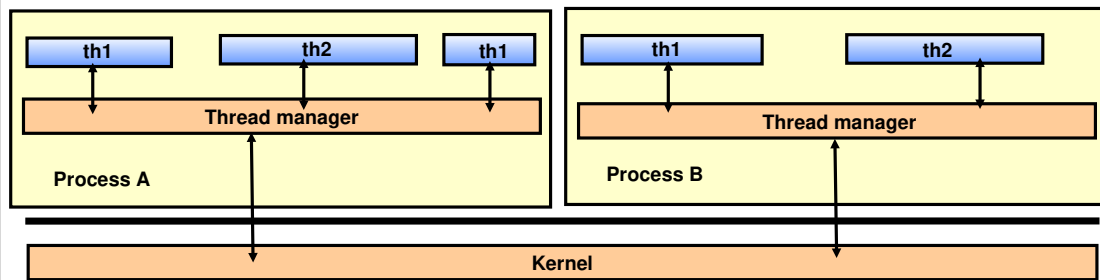 th1
th2
th1
Thread manager
Process A
th1
th2
Thread manager
Process B
Kernel